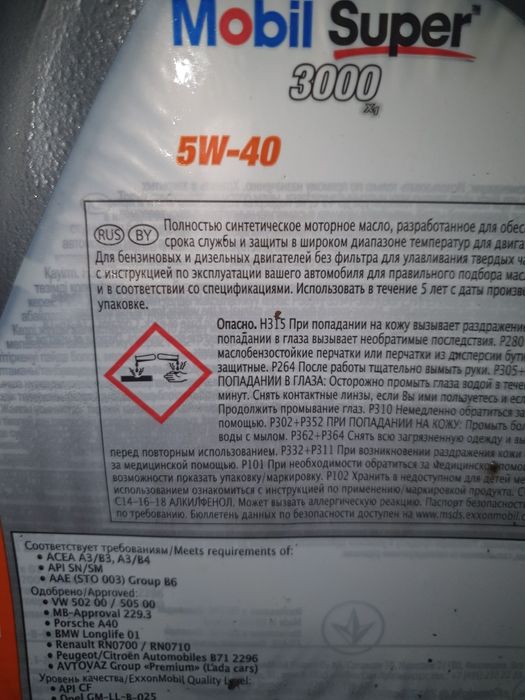 Mobil Super™
3000
X1
5W-40
RUS BY Полностью синтетическое моторное масло, разработанное для обес
срока службы и защиты в широком диапазоне температур для двига
Для бензиновых и дизельных двигателей без фильтра для улавливания твердых ча
с инструкцией по эксплуатации вашего автомобиля для правильного подбора мас
и в соответствии со спецификациями. Использовать в течение 5 лет с даты произве
упаковке.
Опасно. H315 При попадании на кожу вызывает раздражение
попадании в глаза вызывает необратимые последствия. P280
маслобензостойкие перчатки или перчатки из дисперсии бути
защитные. P264 После работы тщательно вымыть руки. P305+
ПОПАДАНИИ В ГЛАЗА: Осторожно промыть глаза водой в тече
минут. Снять контактные линзы, если Вы ими пользуетесь и есл
Продолжить промывание глаз. P310 Немедленно обратиться за
помощью. P302+P352 ПРИ ПОПАДАНИИ НА КОЖУ: Промыть бол
воды с мылом. P362+P364 Снять всю загрязненную одежду и вы
перед повторным использованием. P332+P311 При возникновении раздражения кожи
за медицинской помощью. P101 При необходимости обратиться за медицинской помо
возможности показать упаковку/маркировку. P102 Хранить в недоступном для детей ме
использованием ознакомиться с инструкцией по применению/маркировкой продукта. С
C14-16-18 АЛКИЛФЕНОЛ. Может вызвать аллергическую реакцию. Паспорт безопасност
по требованию. Бюллетень данных по безопасности доступен на www.msds.exxonmobil.c
Соответствует требованиям/Meets requirements of:
• ACEA A3/B3, A3/B4
• API SN/SM
• AAE (STO 003) Group B6
Одобрено/Approved:
• VW 502 00 / 505 00
• MB-Approval 229.3
• Porsche A40
• BMW Longlife 01
• Renault RN0700 / RN0710
• Peugeot/Citroën Automobiles B71 2296
• AVTOVAZ Group «Premium» (Lada cars)
Уровень качества/ExxonMobil Quality Level:
• API CF
• Opel GM-LL-B-025